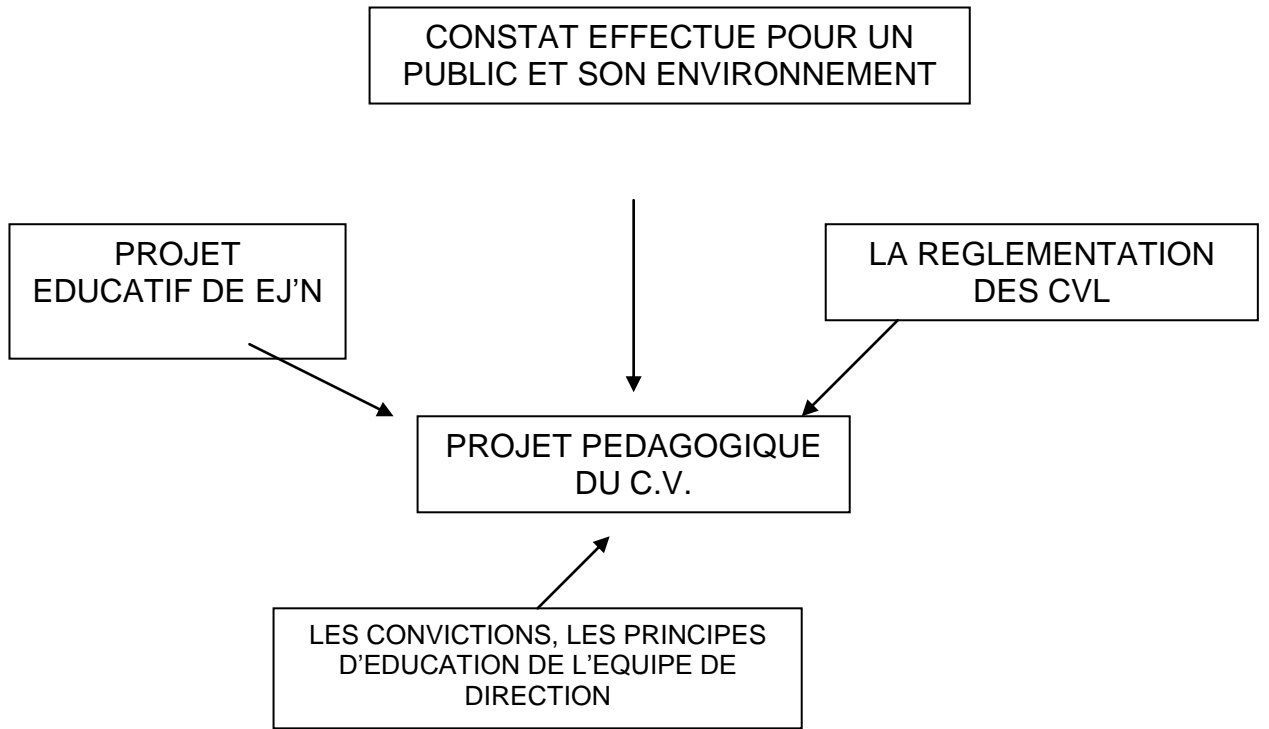 CONSTAT EFFECTUE POUR UN
PUBLIC ET SON ENVIRONNEMENT
PROJET
EDUCATIF DE EJ’N
LA REGLEMENTATION
DES CVL
PROJET PEDAGOGIQUE
DU C.V.
LES CONVICTIONS, LES PRINCIPES
D’EDUCATION DE L’EQUIPE DE
DIRECTION